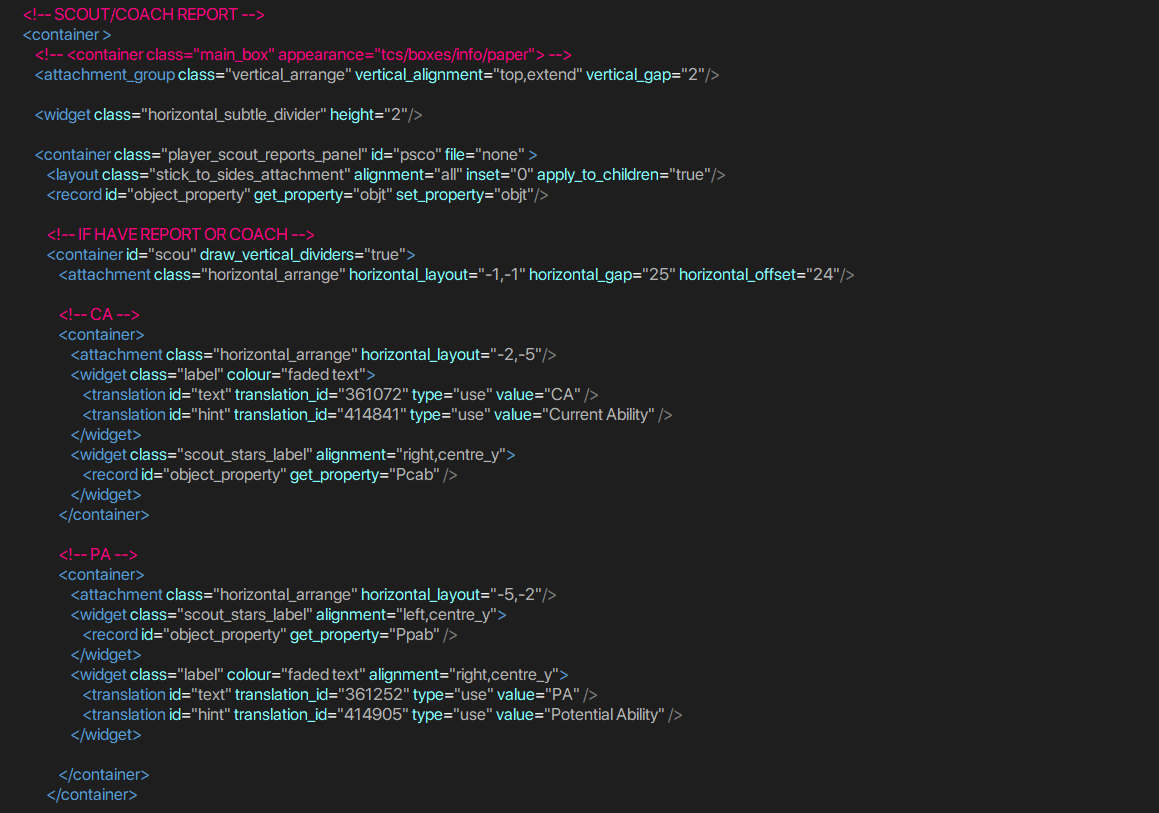 <!-- SCOUT/COACH REPORT -->
<container >
<!-- <container class="main_box" appearance="tcs/boxes/info/paper"> -->
<attachment_group class="vertical_arrange" vertical_alignment="top,extend" vertical_gap="2"/>
<widget class="horizontal_subtle_divider" height="2"/>
<container class="player_scout_reports_panel" id="psco" file="none" >
<layout class="stick_to_sides_attachment" alignment="all" inset="0" apply_to_children="true"/>
<record id="object_property" get_property="objt" set_property="objt"/>
<!-- IF HAVE REPORT OR COACH -->
<container id="scou" draw_vertical_dividers="true">
<attachment class="horizontal_arrange" horizontal_layout="-1,-1" horizontal_gap="25" horizontal_offset="24"/>
<!-- CA -->
<container>
<attachment class="horizontal_arrange" horizontal_layout="-2,-5"/>
<widget class="label" colour="faded text">
<translation id="text" translation_id="361072" type="use" value="CA" />
<translation id="hint" translation_id="414841" type="use" value="Current Ability" />
</widget>
<widget class="scout_stars_label" alignment="right,centre_y">
<record id="object_property" get_property="Pcab" />
</widget>
</container>
<!-- PA -->
<container>
<attachment class="horizontal_arrange" horizontal_layout="-5,-2"/>
<widget class="scout_stars_label" alignment="left,centre_y">
<record id="object_property" get_property="Ppab" />
</widget>
<widget class="label" colour="faded text" alignment="right,centre_y">
<translation id="text" translation_id="361252" type="use" value="PA" />
<translation id="hint" translation_id="414905" type="use" value="Potential Ability" />
</widget>
</container>
</container>